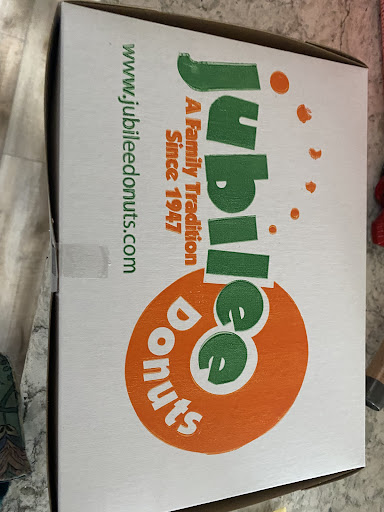 jubilee
Donuts
A Family Tradition
Since 1947
www.jubileedonuts.com